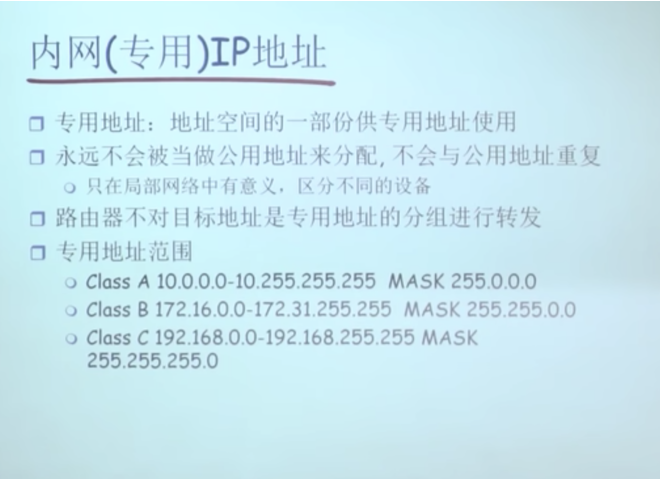 内网(专用)IP地址
专用地址：地址空间的一部份供专用地址使用
永远不会被当做公用地址来分配, 不会与公用地址重复
只在局部网络中有意义，区分不同的设备
路由器不对目标地址是专用地址的分组进行转发
专用地址范围
Class A 10.0.0.0-10.255.255.255 MASK 255.0.0.0
Class B 172.16.0.0-172.31.255.255 MASK 255.255.0.0
Class C 192.168.0.0-192.168.255.255 MASK
255.255.255.0